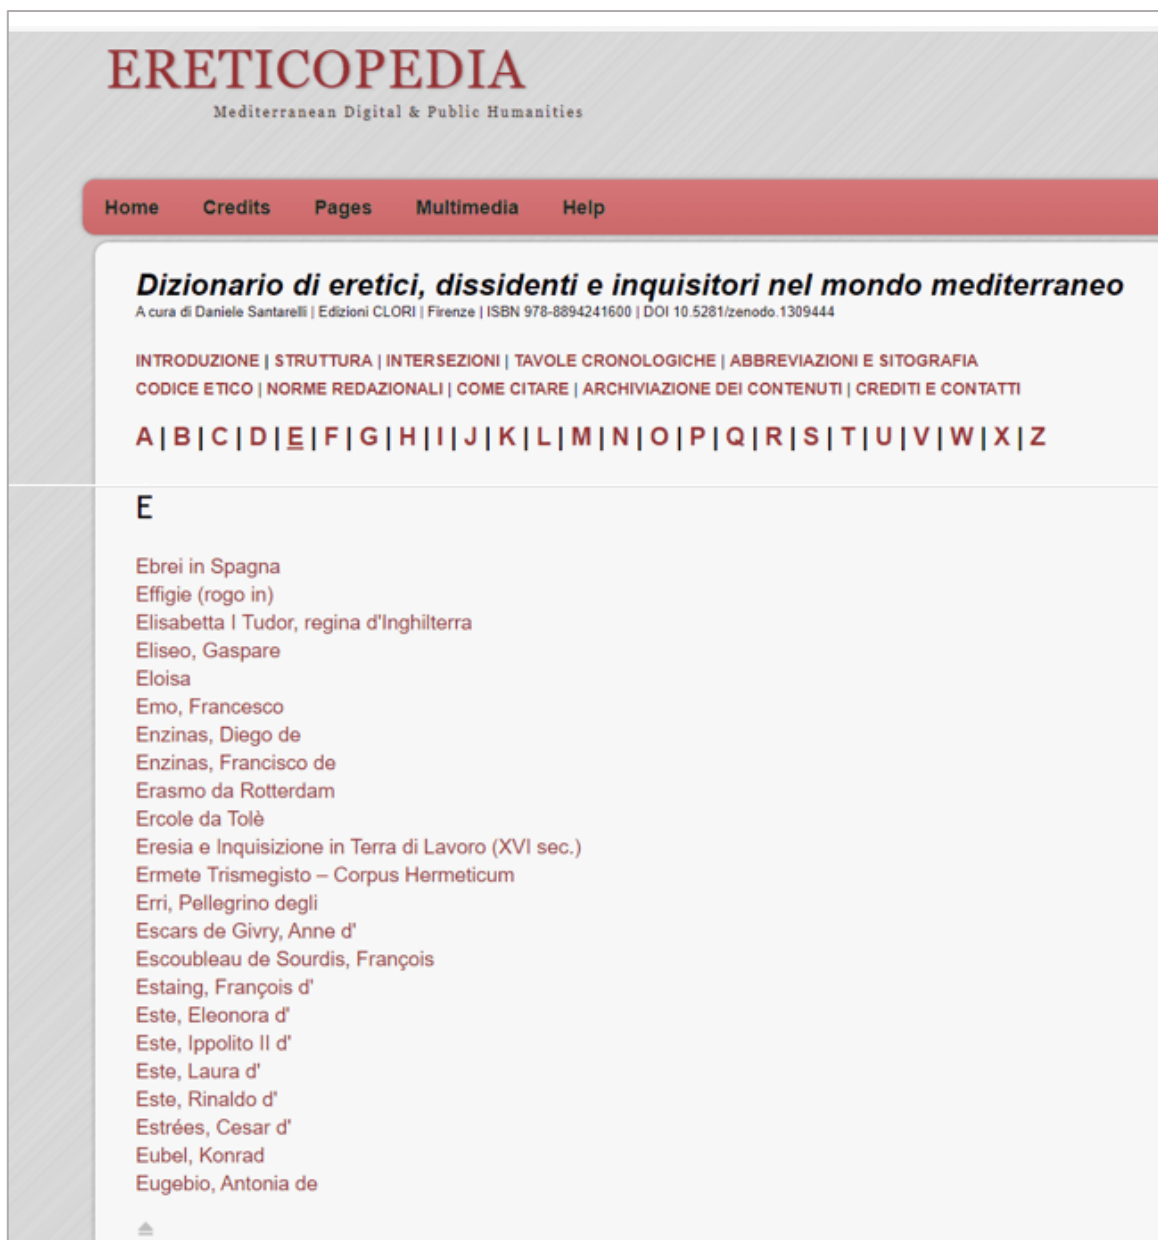 ERETICOPEDIA
Mediterranean Digital & Public Humanities
Home Credits Pages Multimedia Help
Dizionario di eretici, dissidenti e inquisitori nel mondo mediterraneo
A cura di Daniele Santarelli | Edizioni CLORI | Firenze | ISBN 978-8894241600 | DOI 10.5281/zenodo.1309444
INTRODUZIONE | STRUTTURA | INTERSEZIONI | TAVOLE CRONOLOGICHE | ABBREVIAZIONI E SITOGRAFIA
CODICE ETICO | NORME REDAZIONALI | COME CITARE | ARCHIVIAZIONE DEI CONTENUTI | CREDITI E CONTATTI
A | B | C | D | E | F | G | H | I | J | K | L | M | N | O | P | Q | R | S | T | U | V | W | X | Z
E
Ebrei in Spagna
Effigie (rogo in)
Elisabetta I Tudor, regina d'Inghilterra
Eliseo, Gaspare
Eloisa
Emo, Francesco
Enzinas, Diego de
Enzinas, Francisco de
Erasmo da Rotterdam
Ercole da Tolè
Eresia e Inquisizione in Terra di Lavoro (XVI sec.)
Ermete Trismegisto – Corpus Hermeticum
Erri, Pellegrino degli
Escars de Givry, Anne d'
Escoubleau de Sourdis, François
Estaing, François d'
Este, Eleonora d'
Este, Ippolito II d'
Este, Laura d'
Este, Rinaldo d'
Estrées, Cesar d'
Eubel, Konrad
Eugebio, Antonia de